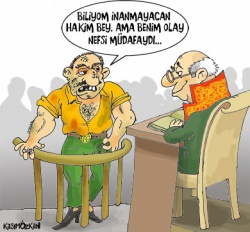 BİLİYOM İNANMAYACAN
HAKİM BEY. AMA BENİM OLAY
NEFSİ MÜDAFAYDI...
KASIMÖZKAN